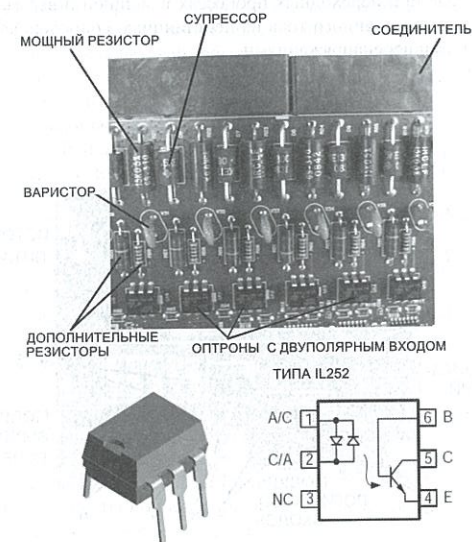 СУПРЕССОР
МОЩНЫЙ РЕЗИСТОР
СОЕДИНИТЕЛЬ
ВАРИСТОР
ДОПОЛНИТЕЛЬНЫЕ
РЕЗИСТОРЫ
ОПТРОНЫ С ДВУПОЛЯРНЫМ ВХОДОМ
ТИПА IL252
A/C 1
6 B
C/A 2
5 C
NC 3
4 E